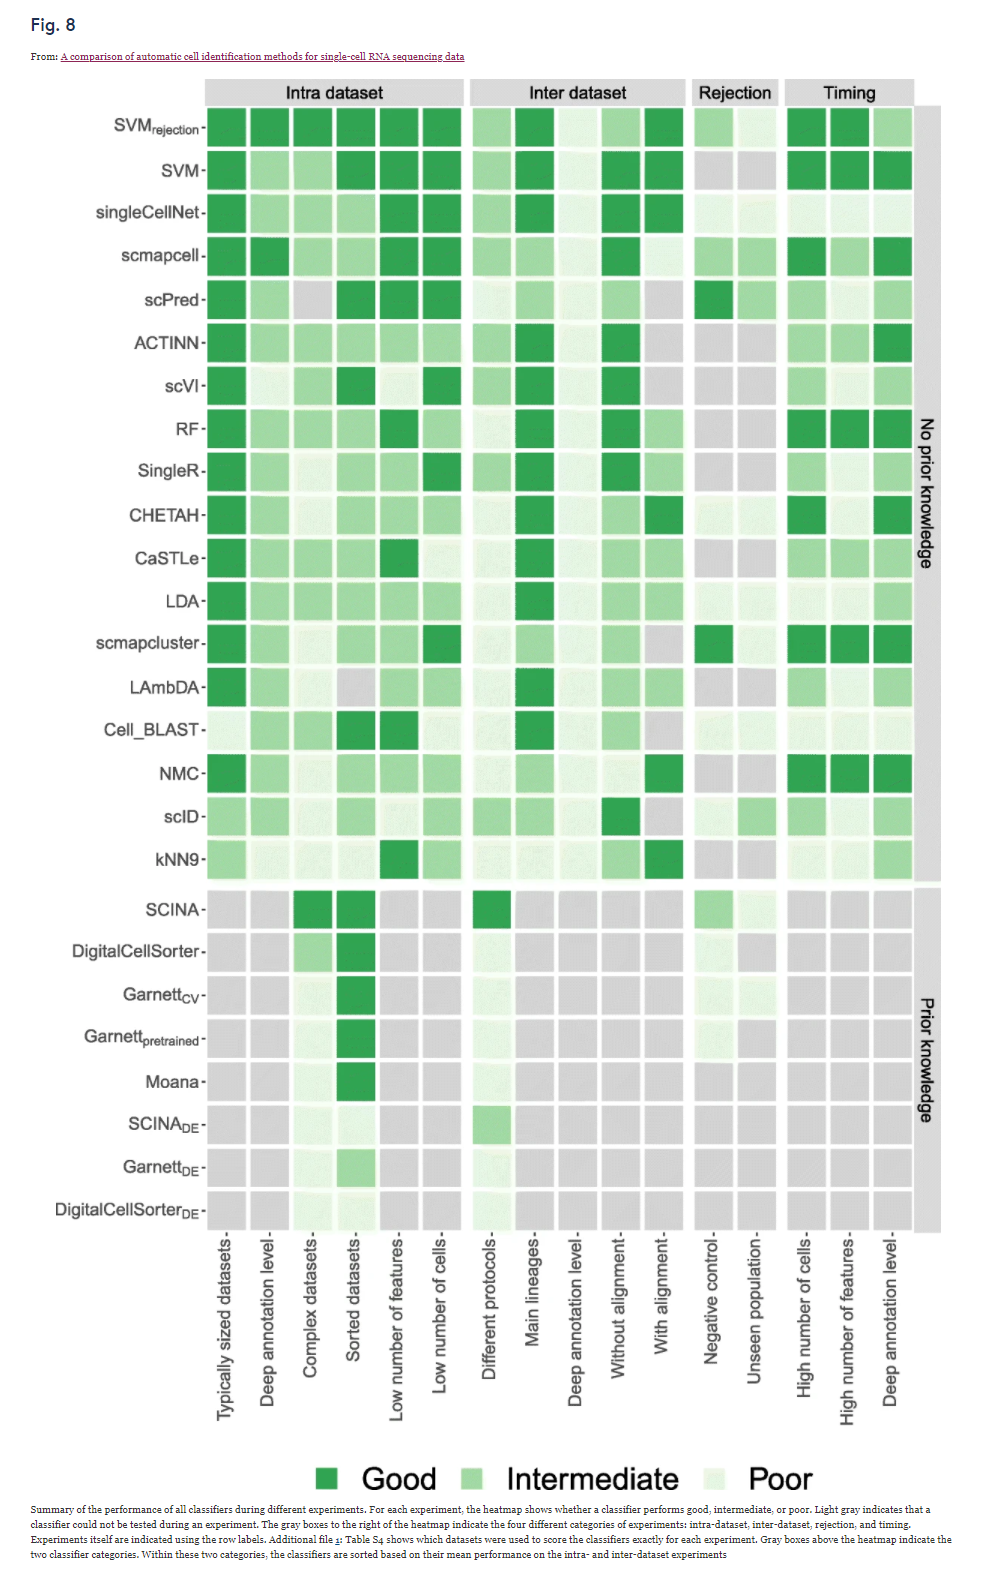 Fig. 8
From: A comparison of automatic cell identification methods for single-cell RNA sequencing data
Intra dataset
Inter dataset
Rejection
Timing
SVMrejection
SVM
singleCellNet
scmapcell
scPred
ACTINN
scVI
RF
SingleR
CHETAH
CaSTLe
LDA
scmapcluster
LAmbDA
Cell_BLAST
NMC
scID
kNN9
No prior knowledge
SCINA
DigitalCellSorter
GarnettCV
Garnettpretrained
Moana
SCINADE
GarnettDE
DigitalCellSorterDE
Prior knowledge
Typically sized datasets
Deep annotation level
Complex datasets
Sorted datasets
Low number of features
Low number of cells
Different protocols
Main lineages
Deep annotation level
Without alignment
With alignment
Negative control
Unseen population
High number of cells
High number of features
Deep annotation level
Good
Intermediate
Poor
Summary of the performance of all classifiers during different experiments. For each experiment, the heatmap shows whether a classifier performs good, intermediate, or poor. Light gray indicates that a
classifier could not be tested during an experiment. The gray boxes to the right of the heatmap indicate the four different categories of experiments: intra-dataset, inter-dataset, rejection, and timing.
Experiments itself are indicated using the row labels. Additional file 1: Table S4 shows which datasets were used to score the classifiers exactly for each experiment. Gray boxes above the heatmap indicate the
two classifier categories. Within these two categories, the classifiers are sorted based on their mean performance on the intra- and inter-dataset experiments